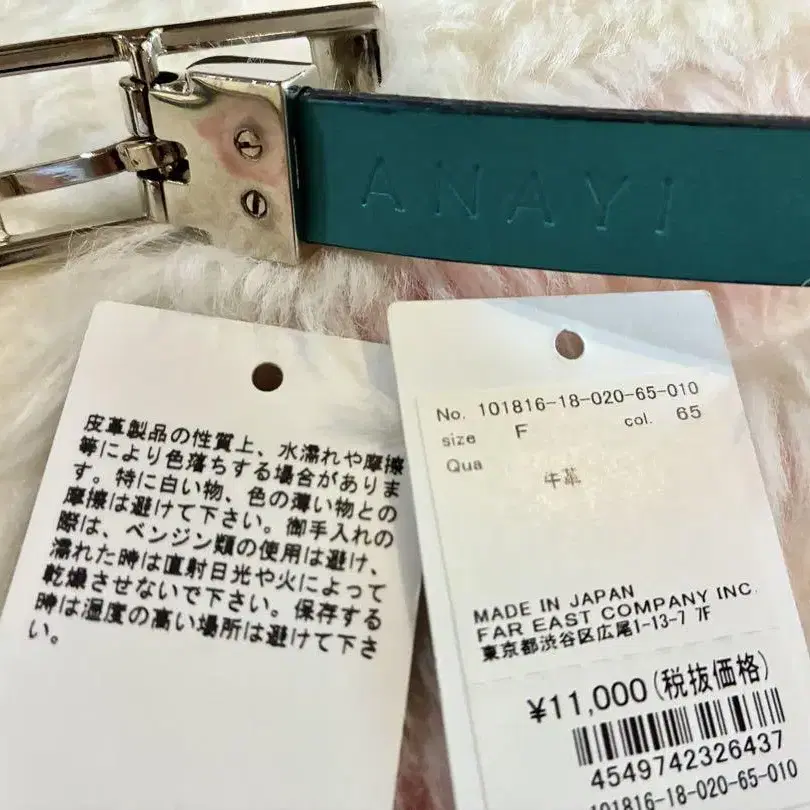 ANAYI
皮革製品の性質上、水濡れや摩擦
等により色落ちする場合がありま
す。特に白い物、色の薄い物との
摩擦は避けて下さい。御手入れの
際は、ベンジン類の使用は避け、
濡れた時は直射日光や火によって
乾燥させないで下さい。保存する
時は湿度の高い場所は避けて下さ
い。
No. 101816-18-020-65-010
size F col. 65
Qua 牛革
MADE IN JAPAN
FAR EAST COMPANY INC.
東京都渋谷区広尾1-13-7 7F
¥11,000(税抜価格)
4549742326437
101816-18-020-65-010